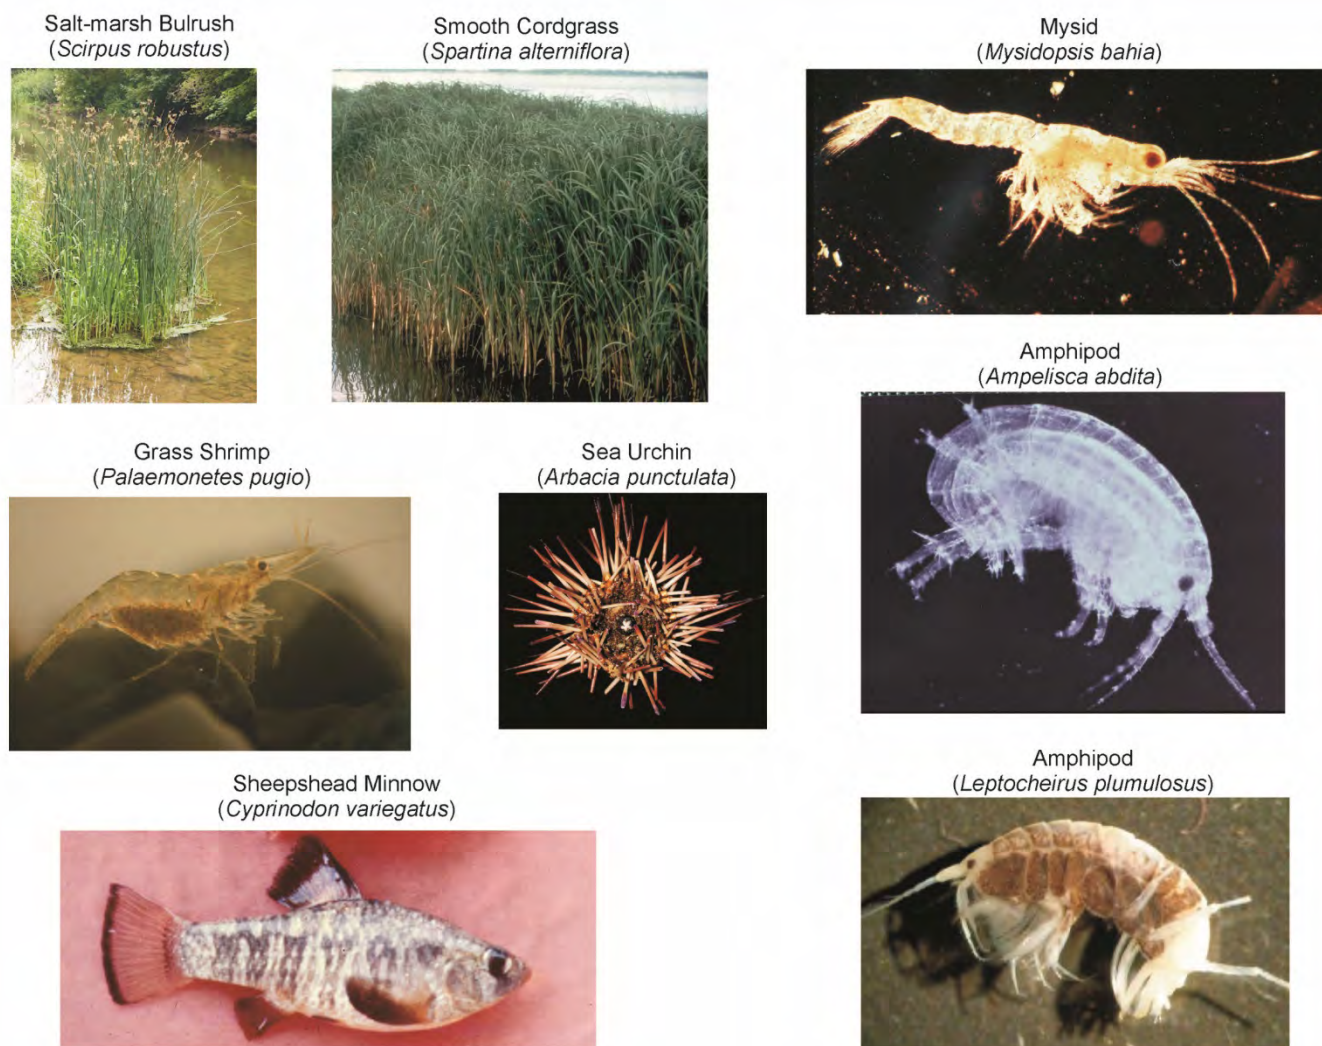 Salt-marsh Bulrush
(Scirpus robustus)
Smooth Cordgrass
(Spartina alterniflora)
Mysid
(Mysidopsis bahia)
Amphipod
(Ampelisca abdita)
Grass Shrimp
(Palaemonetes pugio)
Sea Urchin
(Arbacia punctulata)
Sheepshead Minnow
(Cyprinodon variegatus)
Amphipod
(Leptocheirus plumulosus)